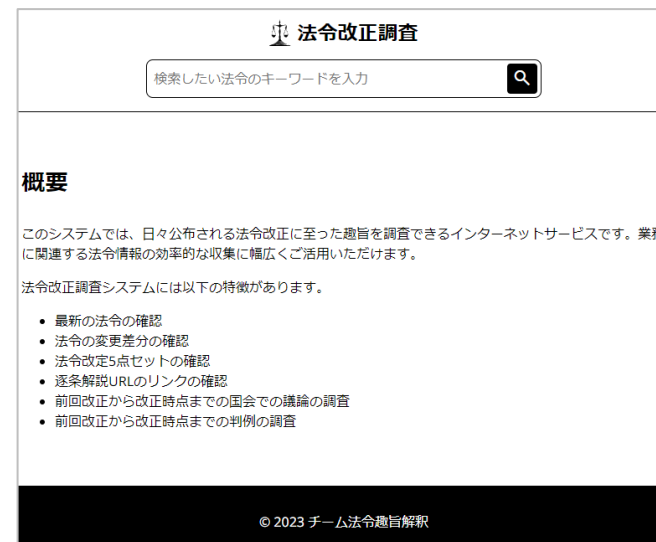 法令改正調査
検索したい法令のキーワードを入力
概要
このシステムでは、日々公布される法令改正に至った趣旨を調査できるインターネットサービスです。業務
に関連する法令情報の効率的な収集に幅広くご活用いただけます。
法令改正調査システムには以下の特徴があります。
最新の法令の確認
法令の変更差分の確認
法令改定5点セットの確認
逐条解説URLのリンクの確認
前回改正から改正時点までの国会での議論の調査
前回改正から改正時点までの判例の調査
© 2023 チーム法令趣旨解釈